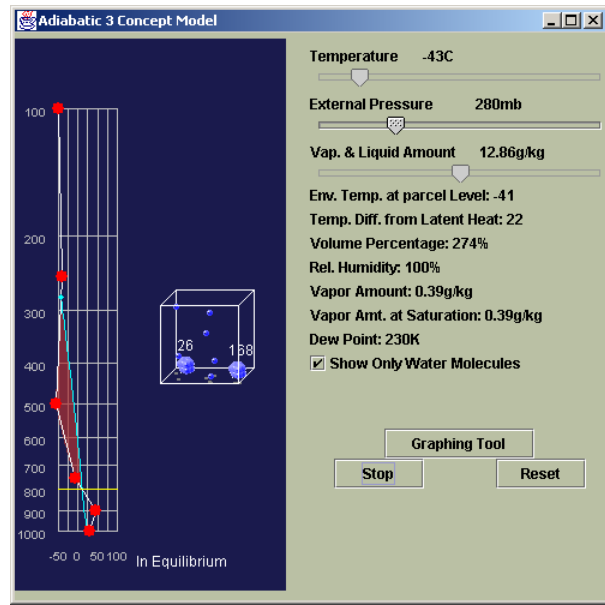 Adiabatic 3 Concept Model
Temperature -43C
External Pressure 280mb
Vap. & Liquid Amount 12.86g/kg
Env. Temp. at parcel Level: -41
Temp. Diff. from Latent Heat: 22
Volume Percentage: 274%
Rel. Humidity: 100%
Vapor Amount: 0.39g/kg
Vapor Amt. at Saturation: 0.39g/kg
Dew Point: 230K
Show Only Water Molecules
Graphing Tool
Stop Reset
100
200
300
400
500
600
700
800
900
1000
-50 0 50 100
26 168
In Equilibrium